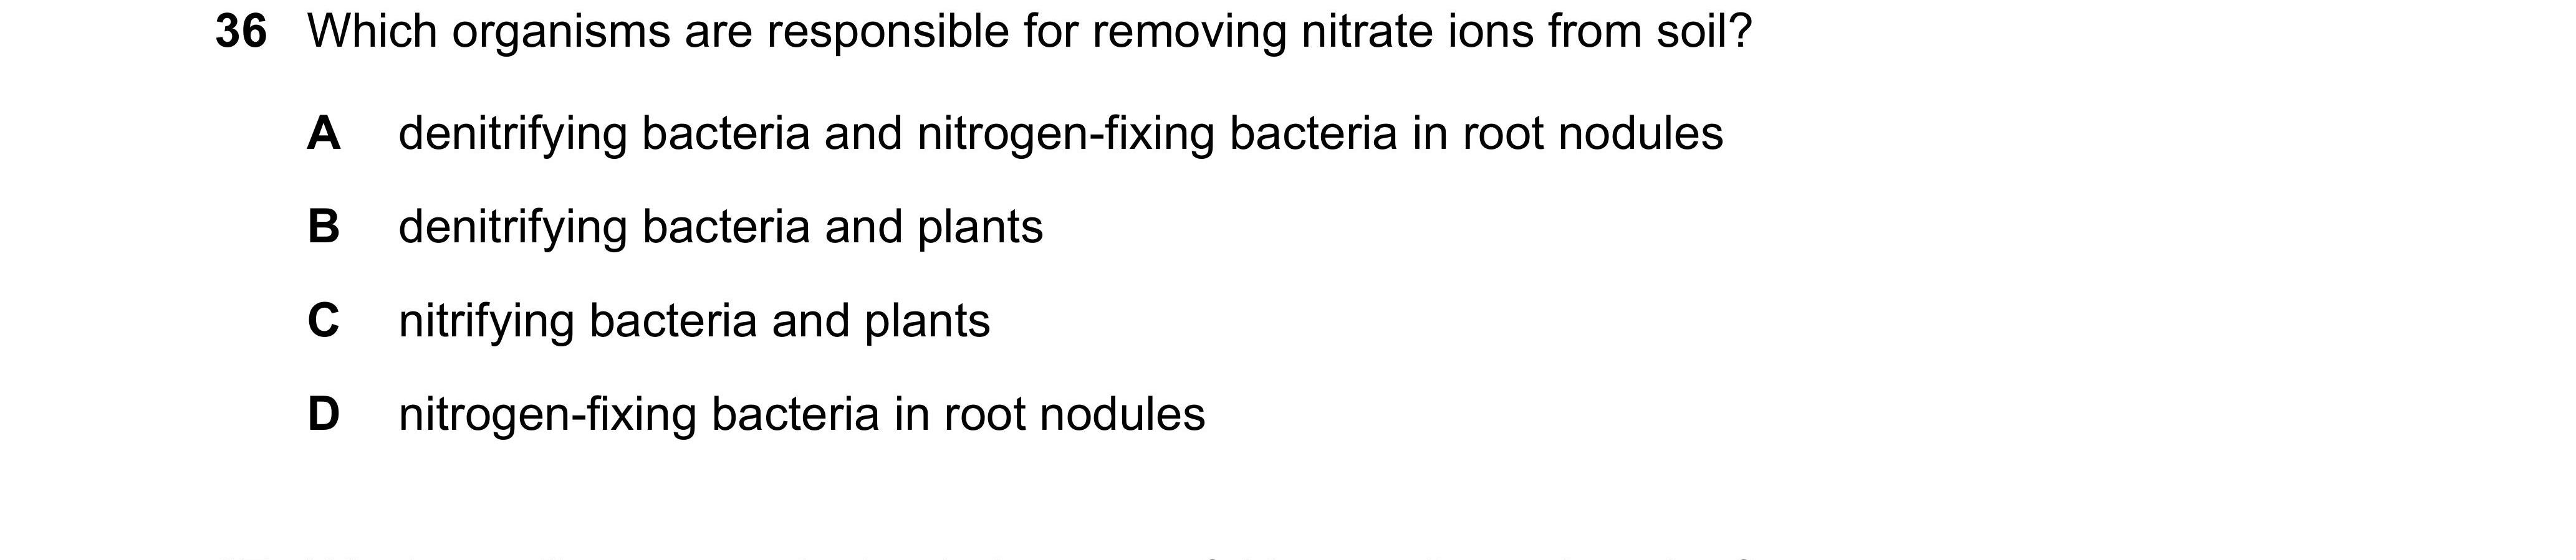 36 Which organisms are responsible for removing nitrate ions from soil?
A denitrifying bacteria and nitrogen-fixing bacteria in root nodules
B denitrifying bacteria and plants
C nitrifying bacteria and plants
D nitrogen-fixing bacteria in root nodules